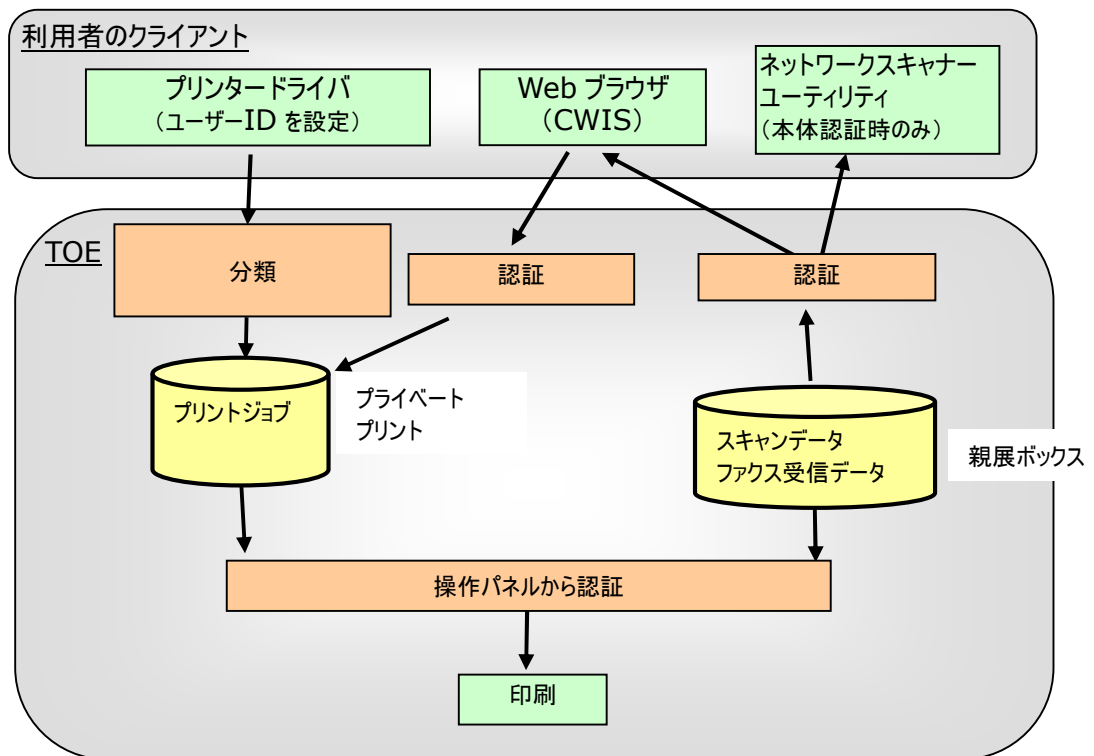 利用者のクライアント
プリンタードライバ
（ユーザーID を設定）
Web ブラウザ
（CWIS）
ネットワークスキャナー
ユーティリティ
（本体認証時のみ）
TOE
分類
認証
認証
プリントジョブ
プライベート
プリント
スキャンデータ
ファクス受信データ
親展ボックス
操作パネルから認証
印刷